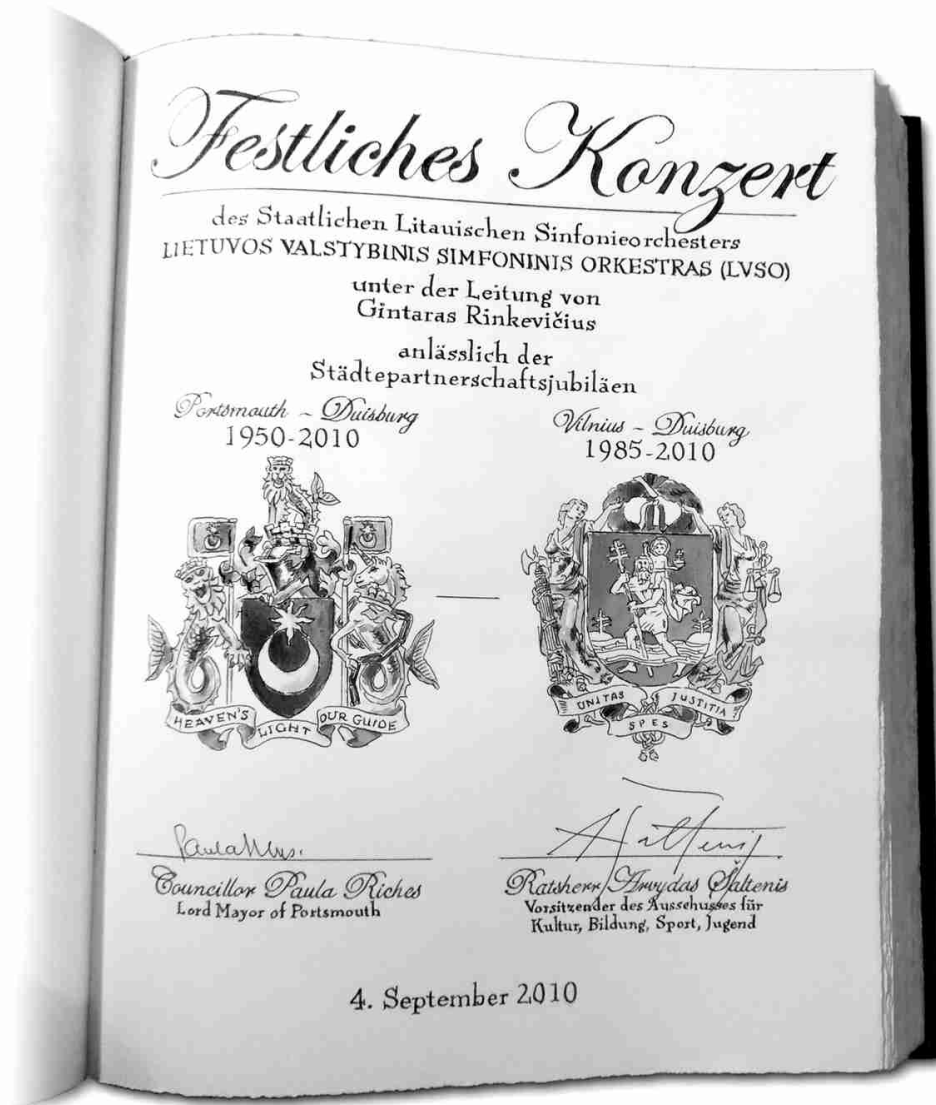 Festliches Konzert
des Staatlichen Litauischen Sinfonieorchesters
LIETUVOS VALSTYBINIS SIMFONINIS ORKESTRAS (LVSO)
unter der Leitung von
Gintaras Rinkevičius
anlässlich der
Städtepartnerschaftsjubiläen
Portsmouth ~ Duisburg
1950-2010
Vilnius ~ Duisburg
1985-2010
HEAVEN'S LIGHT OUR GUIDE
UNITAS JUSTITIA
SPES
Councillor Paula Riches
Lord Mayor of Portsmouth
Ratsherr Arvydas Šaltenis
Vorsitzender des Ausschusses für
Kultur, Bildung, Sport, Jugend
4. September 2010